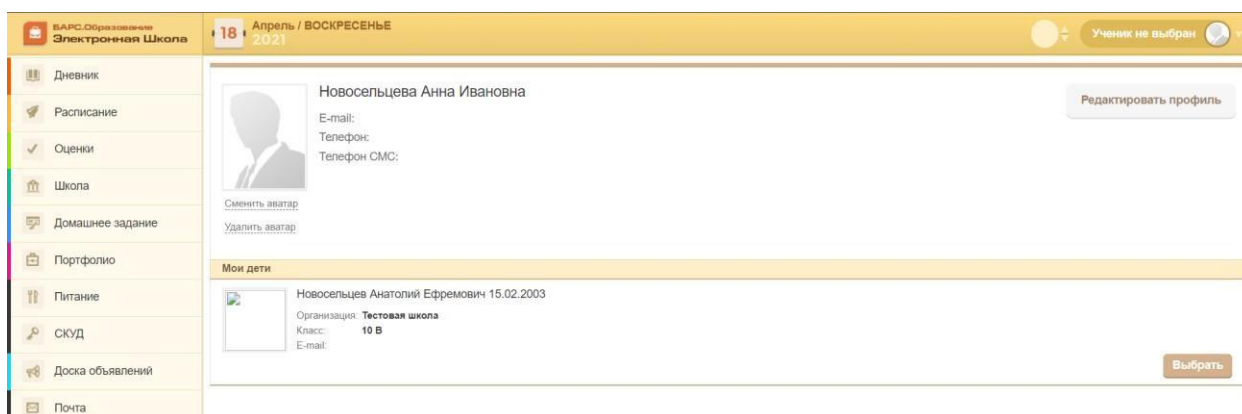 БАРС.Образование
Электронная Школа
18 Апрель / ВОСКРЕСЕНЬЕ
2021
Ученик не выбран
Дневник
Расписание
Оценки
Школа
Домашнее задание
Портфолио
Питание
СКУД
Доска объявлений
Почта
Новосельцева Анна Ивановна
E-mail:
Телефон:
Телефон СМС:
Редактировать профиль
Сменить аватар
Удалить аватар
Мои дети
Новосельцев Анатолий Ефремович 15.02.2003
Организация: Тестовая школа
Класс: 10 В
E-mail:
Выбрать